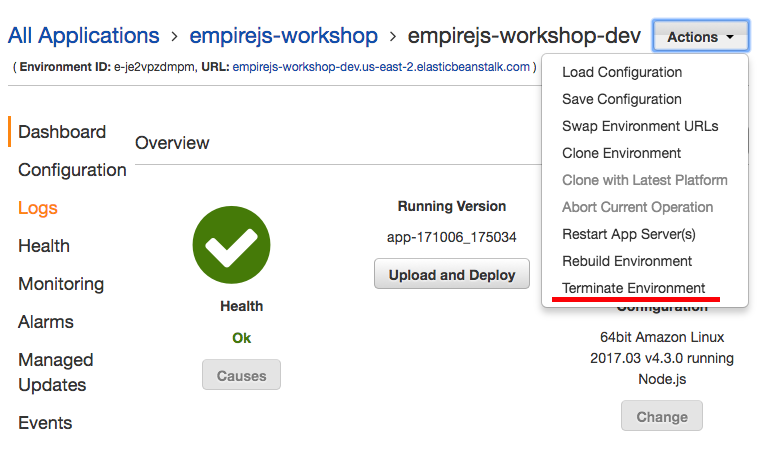 All Applications › empirejs-workshop › empirejs-workshop-dev
Actions
( Environment ID: e-je2vpzdmpm, URL: empirejs-workshop-dev.us-east-2.elasticbeanstalk.com )
Load Configuration
Save Configuration
Swap Environment URLs
Clone Environment
Clone with Latest Platform
Abort Current Operation
Restart App Server(s)
Rebuild Environment
Terminate Environment
Dashboard
Configuration
Logs
Health
Monitoring
Alarms
Managed
Updates
Events
Overview
Health
Ok
Causes
Running Version
app-171006_175034
Upload and Deploy
Configuration
64bit Amazon Linux
2017.03 v4.3.0 running
Node.js
Change